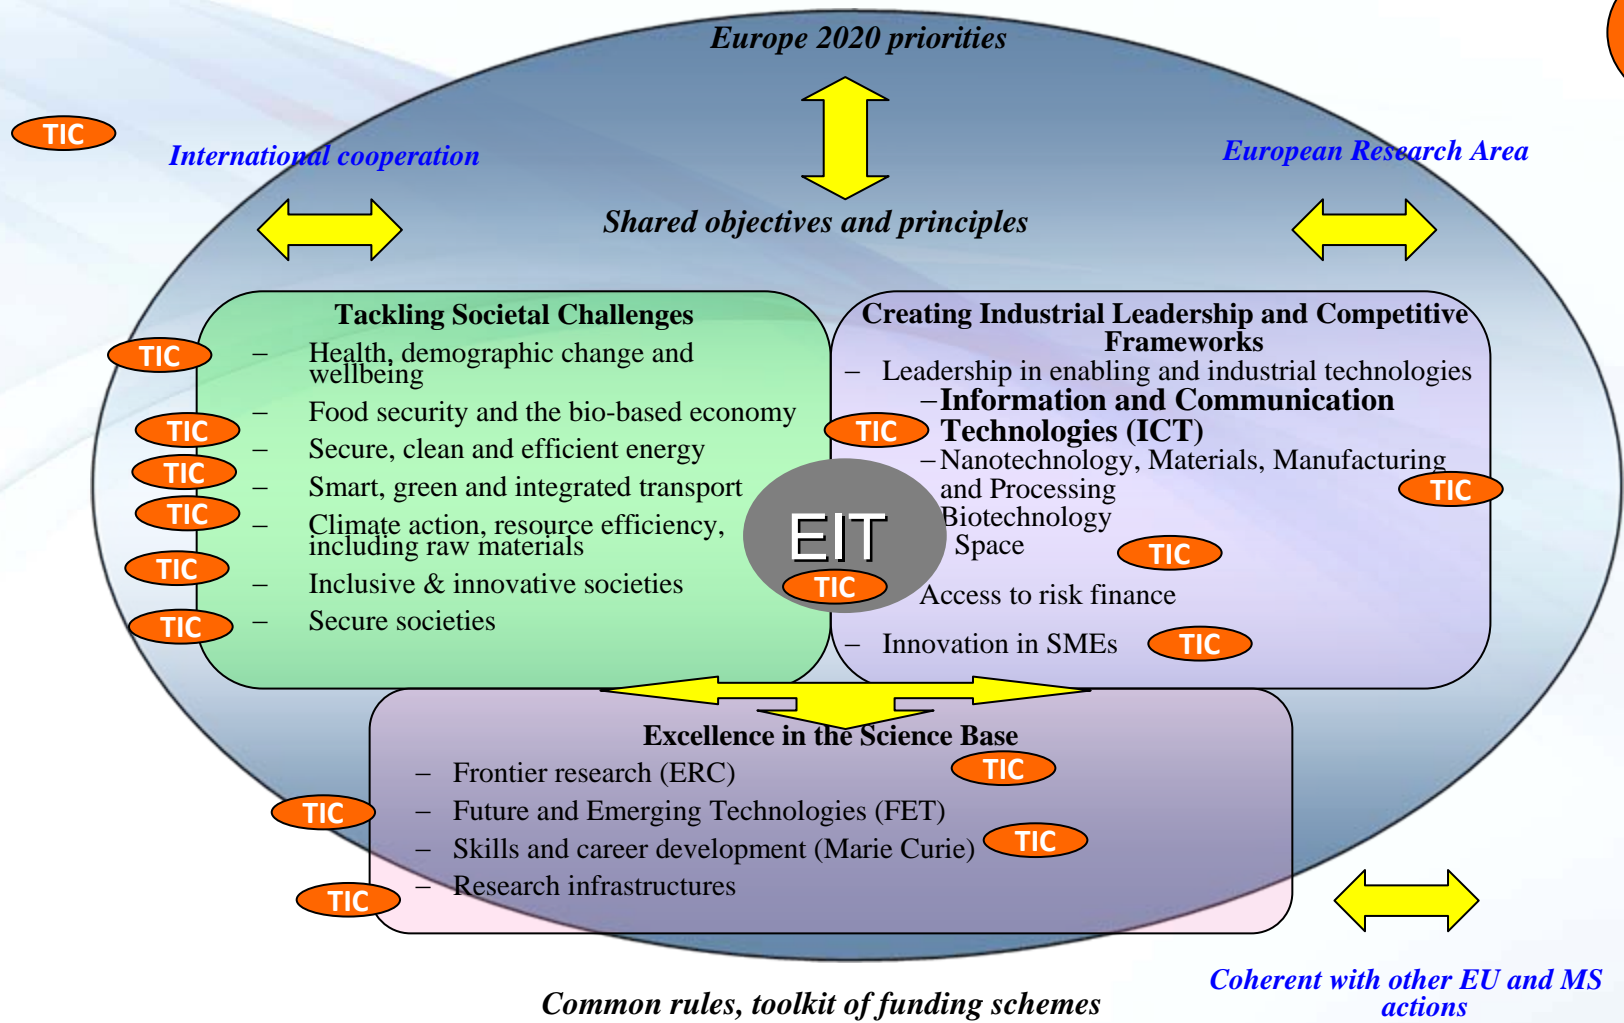 Europe 2020 priorities
TIC
International cooperation
European Research Area
Shared objectives and principles
Tackling Societal Challenges
TIC
– Health, demographic change and
wellbeing
– Food security and the bio-based economy
TIC
– Secure, clean and efficient energy
TIC
– Smart, green and integrated transport
TIC
– Climate action, resource efficiency,
including raw materials
TIC
– Inclusive & innovative societies
TIC
– Secure societies
Creating Industrial Leadership and Competitive
Frameworks
– Leadership in enabling and industrial technologies
– Information and Communication
TIC
Technologies (ICT)
– Nanotechnology, Materials, Manufacturing
and Processing
TIC
Biotechnology
Space
TIC
EIT
TIC
Access to risk finance
– Innovation in SMEs
TIC
Excellence in the Science Base
– Frontier research (ERC)
TIC
TIC
– Future and Emerging Technologies (FET)
– Skills and career development (Marie Curie)
TIC
TIC
– Research infrastructures
Coherent with other EU and MS
actions
Common rules, toolkit of funding schemes